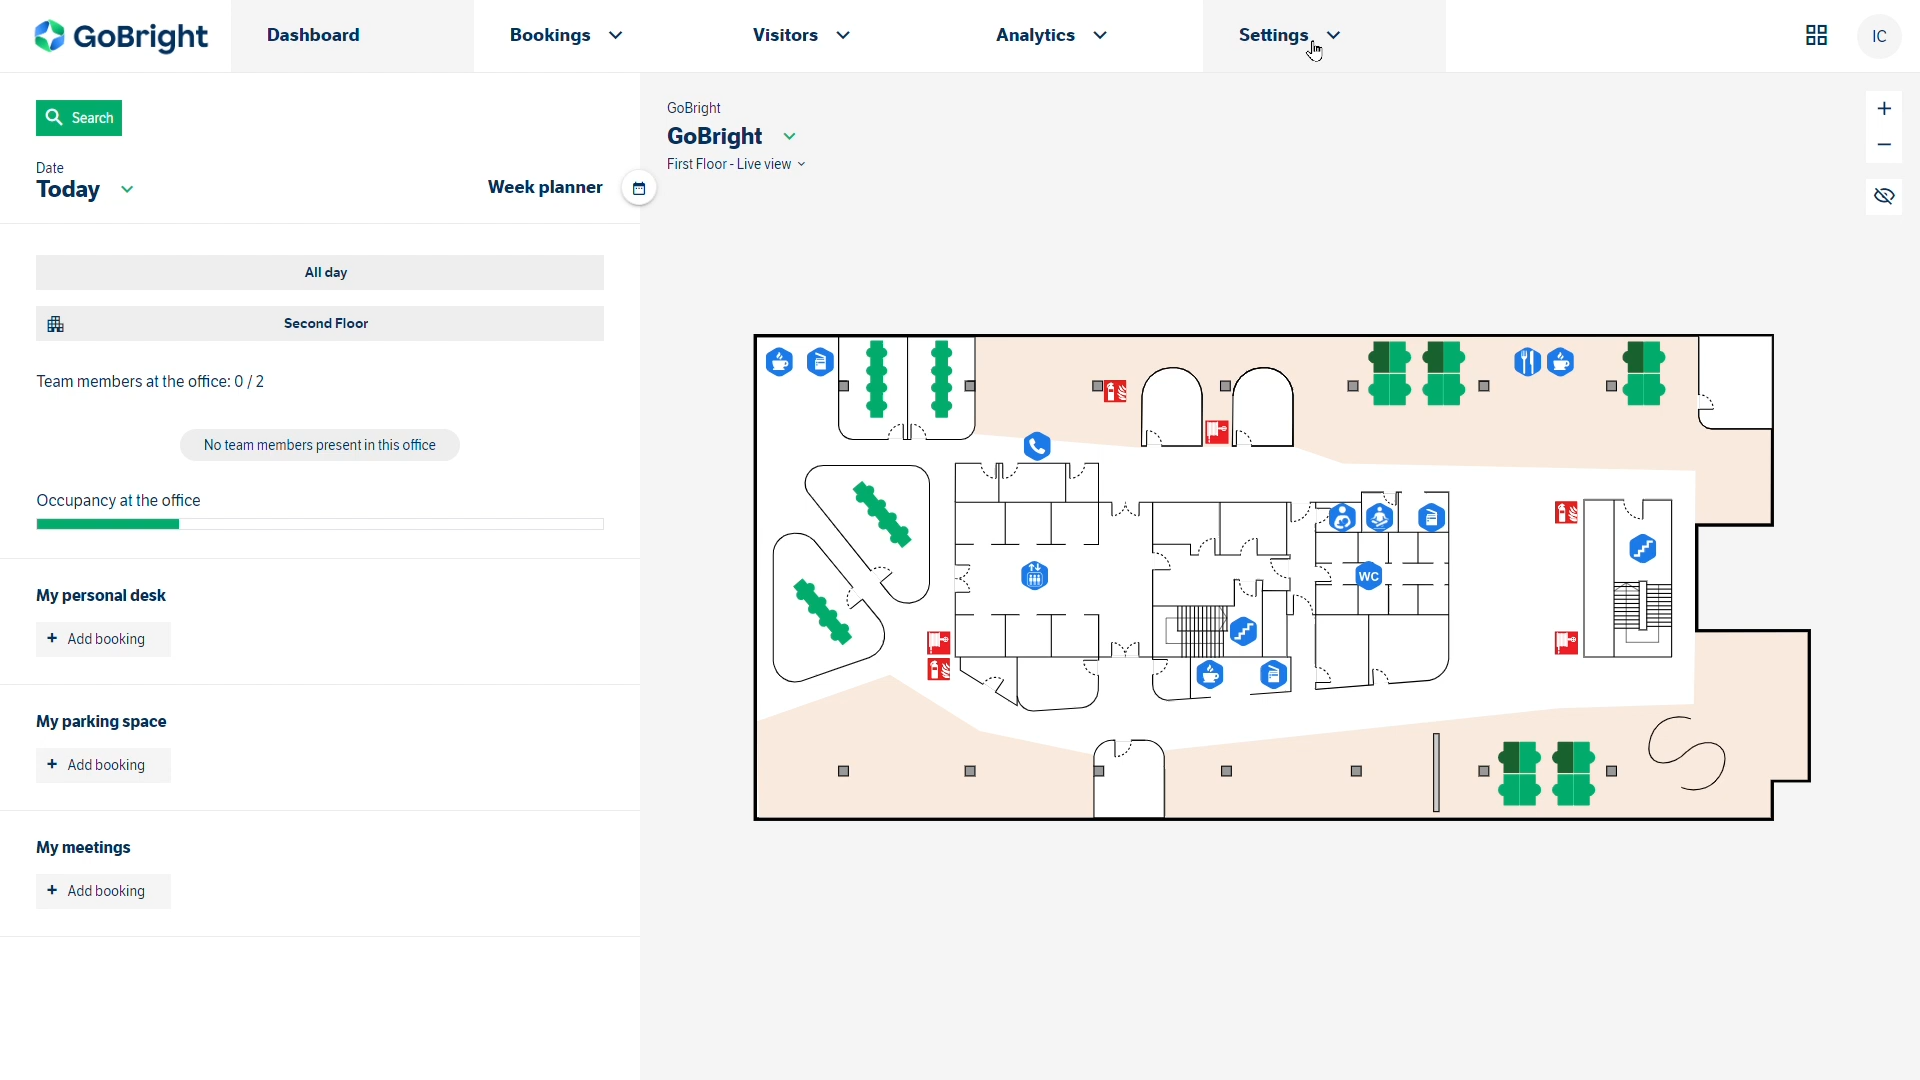 GoBright
Dashboard
Bookings
Visitors
Analytics
Settings
IC
Search
Date
Today
Week planner
All day
Second Floor
Team members at the office: 0 / 2
No team members present in this office
Occupancy at the office
My personal desk
+ Add booking
My parking space
+ Add booking
My meetings
+ Add booking
GoBright
GoBright
First Floor - Live view
WC